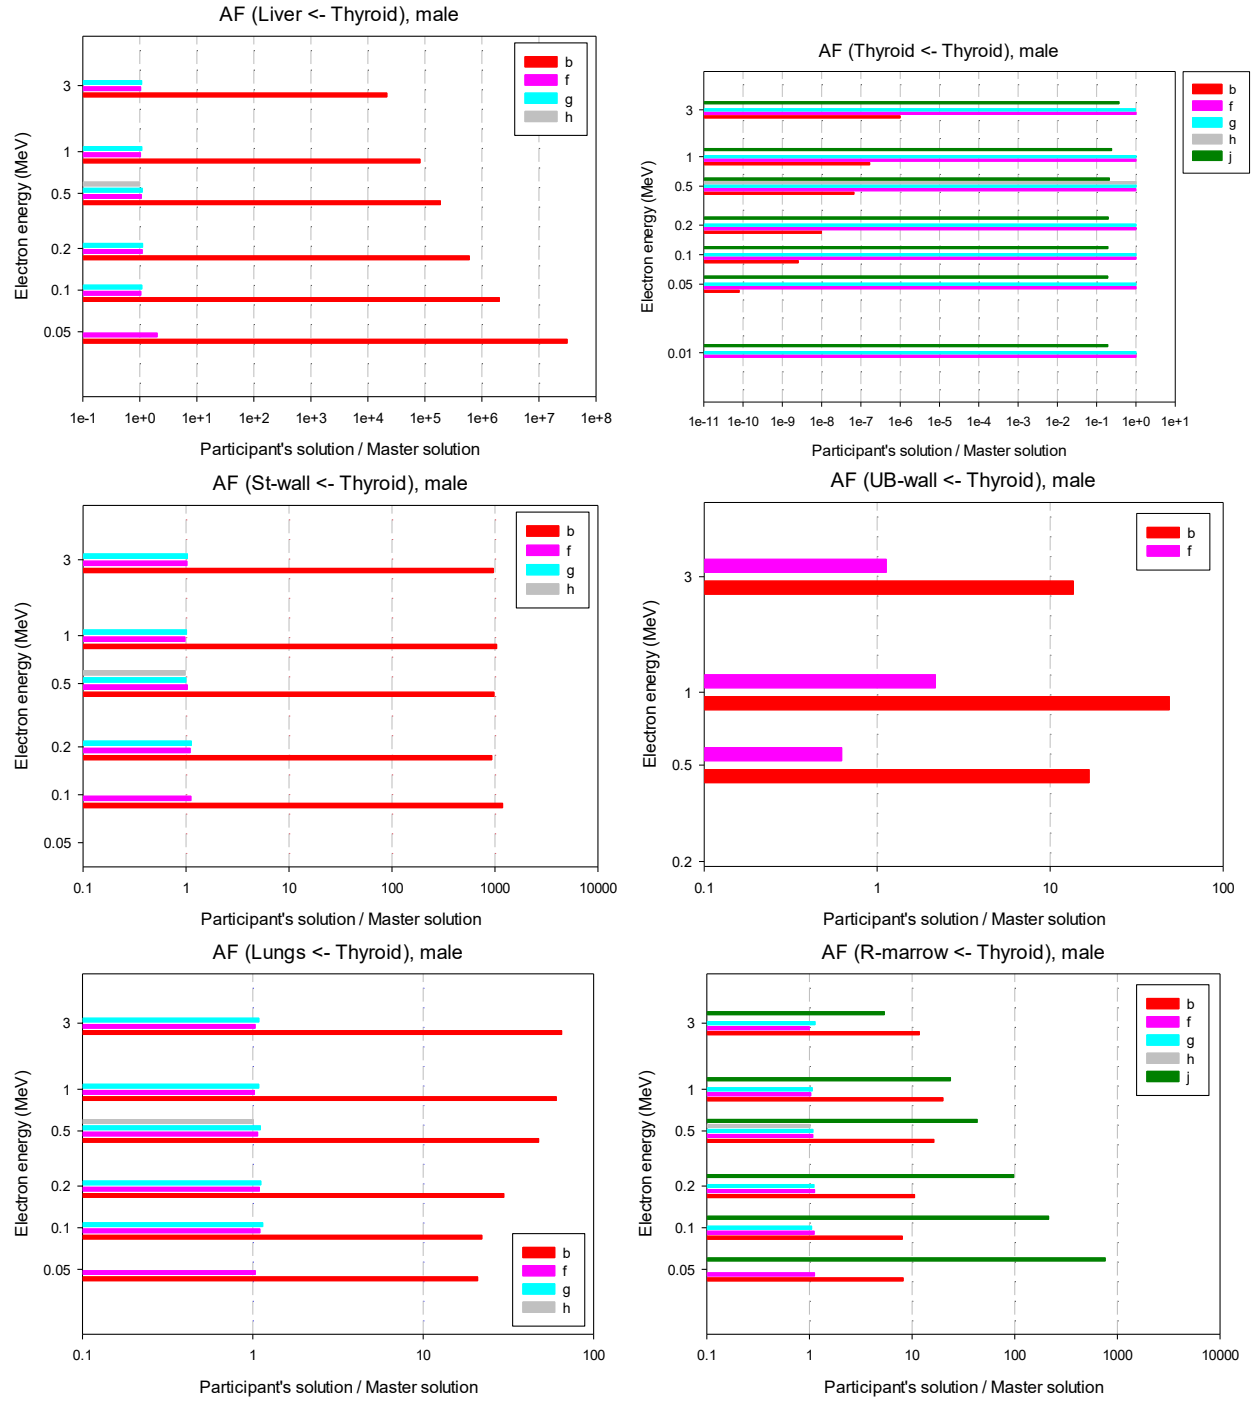 AF (Liver <- Thyroid), male
b
f
g
h
Electron energy (MeV)
3
1
0.5
0.2
0.1
0.05
1e-1 1e+0 1e+1 1e+2 1e+3 1e+4 1e+5 1e+6 1e+7 1e+8
Participant's solution / Master solution
AF (Thyroid <- Thyroid), male
b
f
g
h
j
Electron energy (MeV)
3
1
0.5
0.2
0.1
0.05
0.01
1e-11 1e-10 1e-9 1e-8 1e-7 1e-6 1e-5 1e-4 1e-3 1e-2 1e-1 1e+0 1e+1
Participant's solution / Master solution
AF (St-wall <- Thyroid), male
b
f
g
h
Electron energy (MeV)
3
1
0.5
0.2
0.1
0.05
0.1 1 10 100 1000 10000
Participant's solution / Master solution
AF (UB-wall <- Thyroid), male
b
f
Electron energy (MeV)
3
1
0.5
0.2
0.1 1 10 100
Participant's solution / Master solution
AF (Lungs <- Thyroid), male
Electron energy (MeV)
3
1
0.5
0.2
0.1
0.05
b
f
g
h
0.1 1 10 100
Participant's solution / Master solution
AF (R-marrow <- Thyroid), male
b
f
g
h
j
Electron energy (MeV)
3
1
0.5
0.2
0.1
0.05
0.1 1 10 100 1000 10000
Participant's solution / Master solution